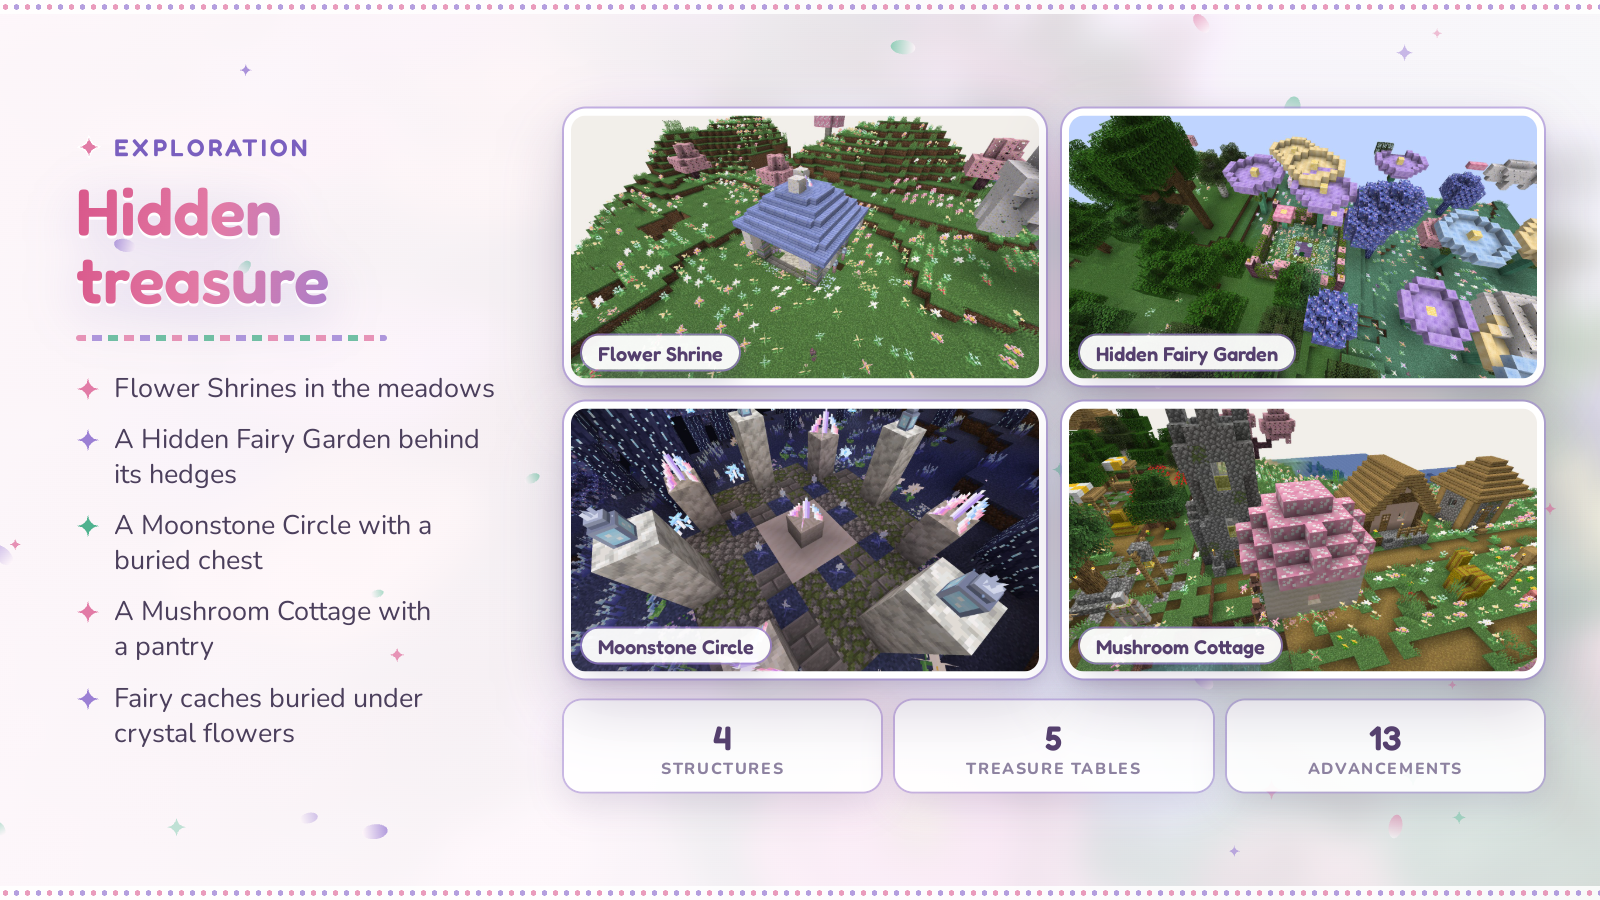 EXPLORATION
Hidden
treasure
Flower Shrines in the meadows
A Hidden Fairy Garden behind
its hedges
A Moonstone Circle with a
buried chest
A Mushroom Cottage with
a pantry
Fairy caches buried under
crystal flowers
Flower Shrine
Hidden Fairy Garden
Moonstone Circle
Mushroom Cottage
4
STRUCTURES
5
TREASURE TABLES
13
ADVANCEMENTS